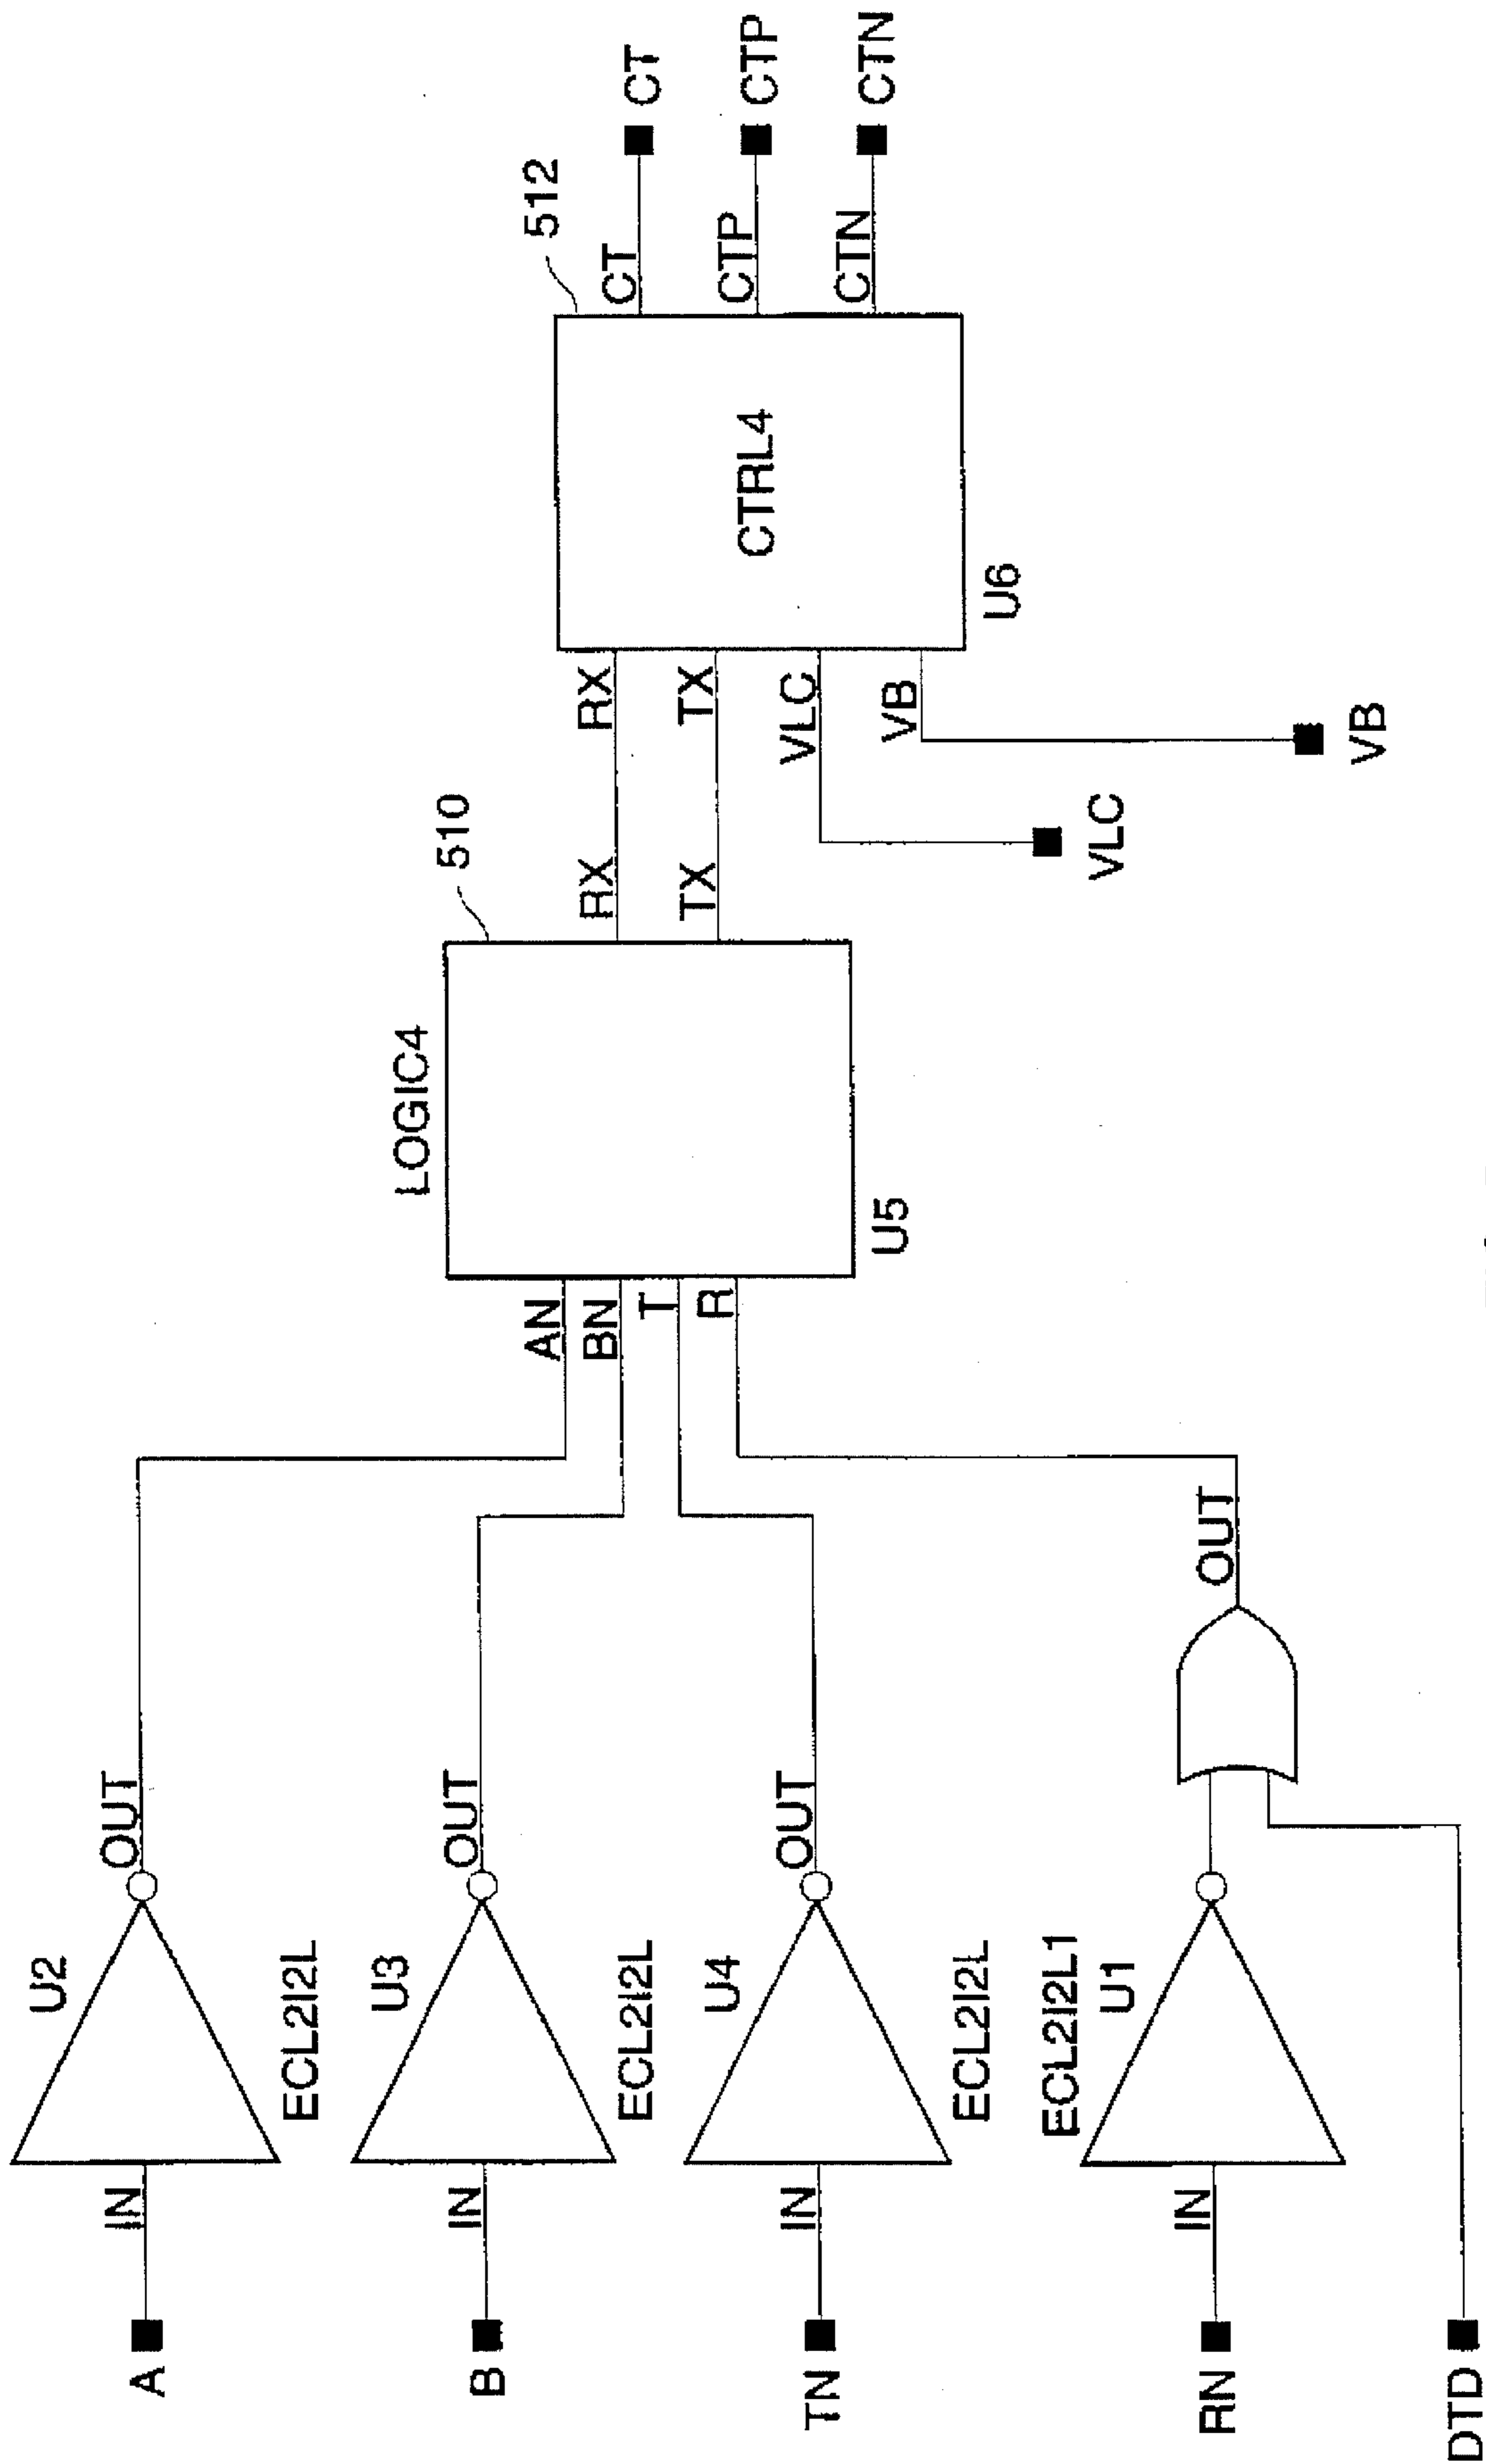 A
IN
U2
OUT
ECL2I2L
B
IN
U3
OUT
ECL2I2L
TN
IN
U4
OUT
ECL2I2L
RN
IN
ECL2I2L1
U1
OUT
DTD
LOGIC4
510
AN
BN
T
R
U5
RX
TX
RX
TX
VLC
VB
VLC
VB
CTRL4
U6
512
CT
CTP
CTN
CT
CTP
CTN